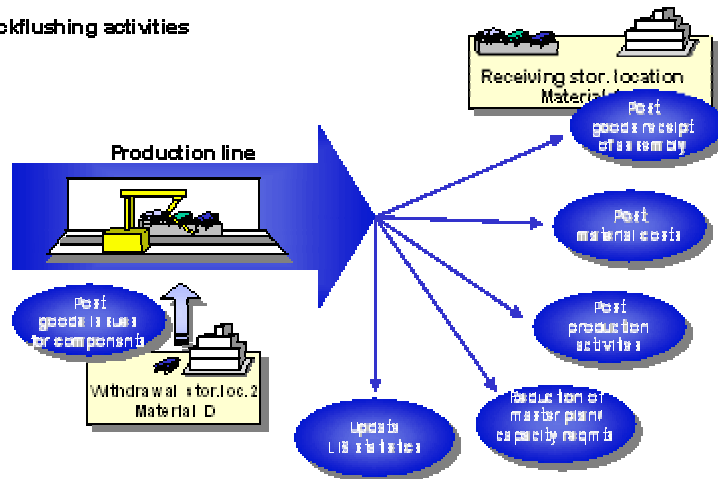 ckflushing activities
Receiving stor. location
Material
Post
goods receipt
of assembly
Production line
Post
material costs
Post
goods issues
for components
Post
production
activities
Withdrawal stor.loc.2
Material D
Reduction of
master plan/
capacity reqmts
Update
LIS statistics